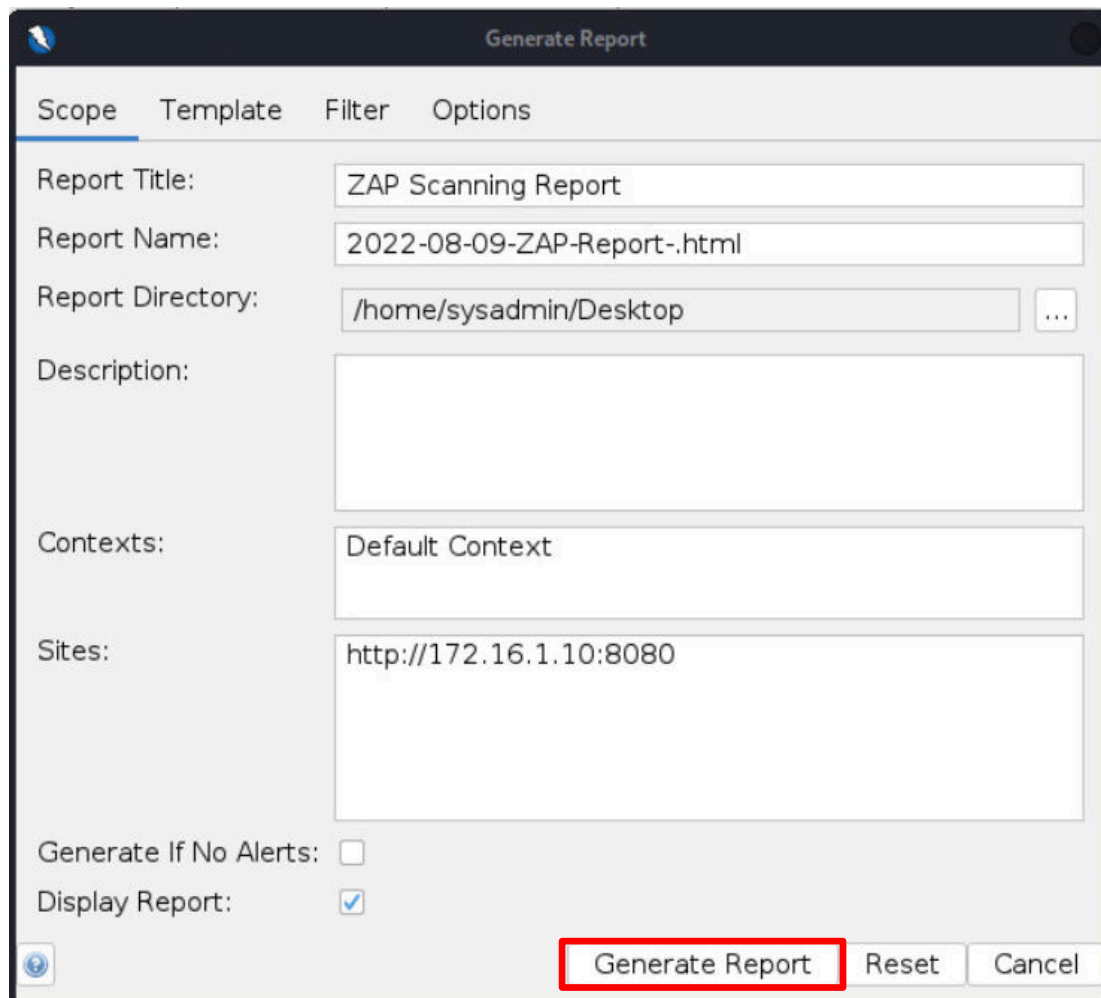 Generate Report
Scope Template Filter Options
Report Title: ZAP Scanning Report
Report Name: 2022-08-09-ZAP-Report-.html
Report Directory: /home/sysadmin/Desktop ...
Description:
Contexts: Default Context
Sites: http://172.16.1.10:8080
Generate If No Alerts:
Display Report:
Generate Report Reset Cancel